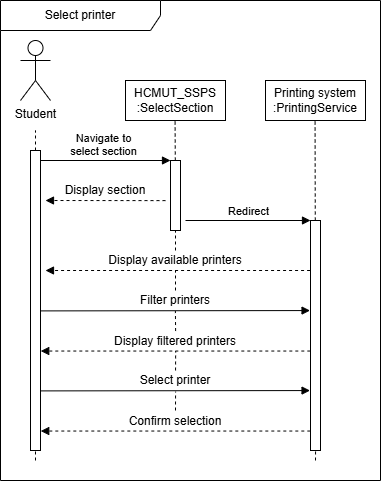 Select printer
HCMUT_SSPS
:SelectSection
Printing system
:PrintingService
Student
Navigate to
select section
Display section
Redirect
Display available printers
Filter printers
Display filtered printers
Select printer
Confirm selection